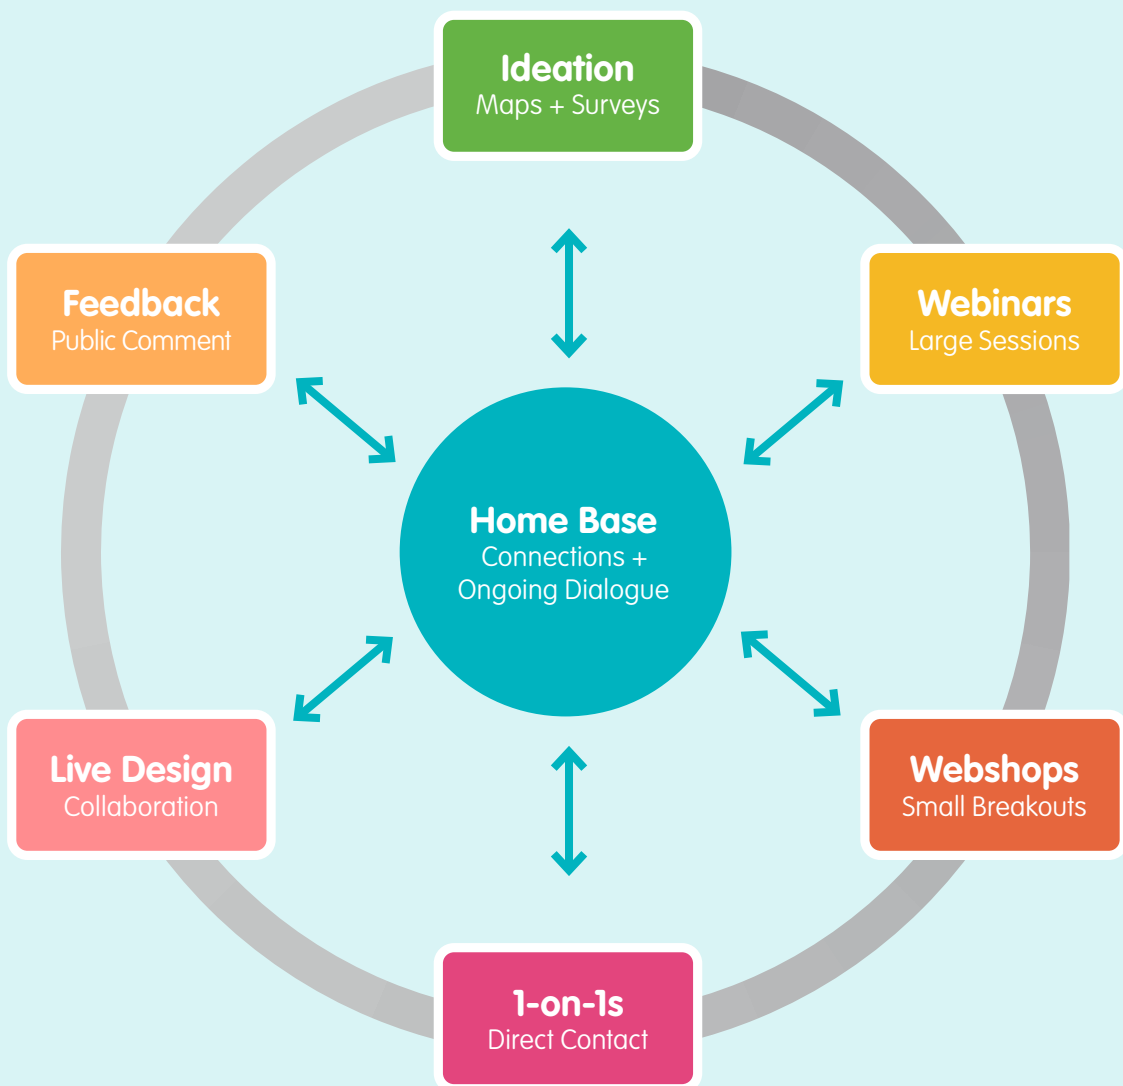 Ideation
Maps + Surveys
Feedback
Public Comment
Webinars
Large Sessions
Home Base
Connections +
Ongoing Dialogue
Live Design
Collaboration
Webshops
Small Breakouts
1-on-1s
Direct Contact